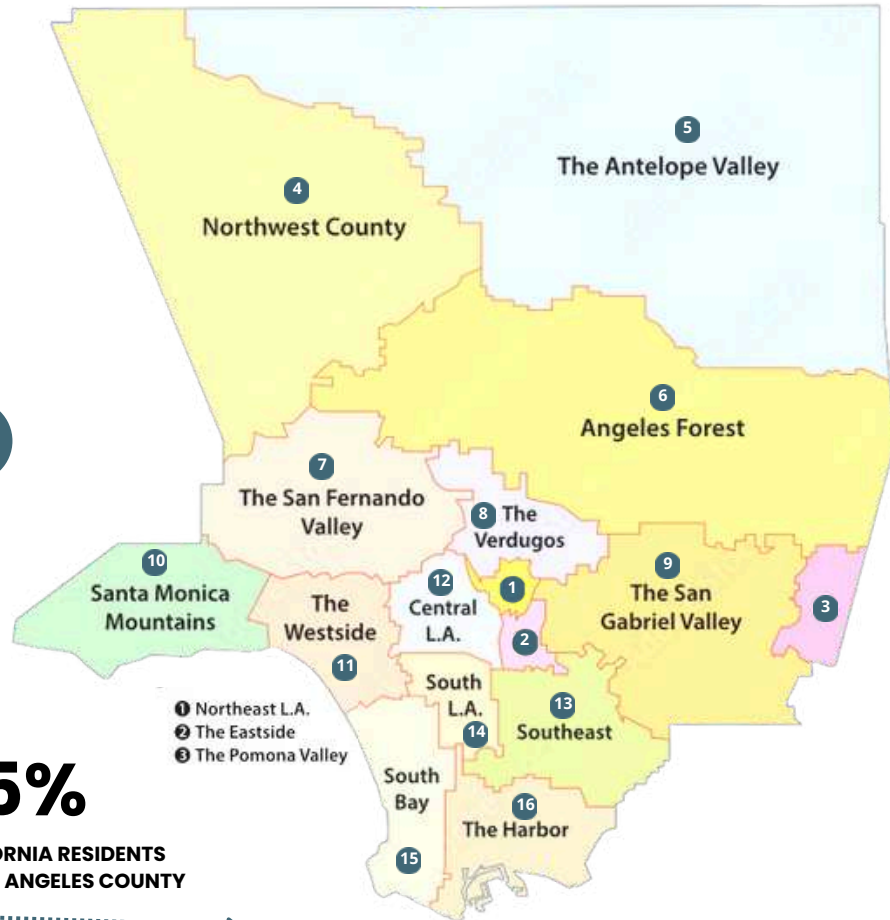 5
The Antelope Valley
4
Northwest County
6
Angeles Forest
7
The San Fernando
Valley
8 The
Verdugos
9
The San
Gabriel Valley
10
Santa Monica
Mountains
12
Central
L.A.
1
3
The
Westside
11
2
South
L.A.
14
13
Southeast
❶ Northeast L.A.
❷ The Eastside
❸ The Pomona Valley
South
Bay
15
16
The Harbor
5%
RESIDENTS
ANGELES COUNTY